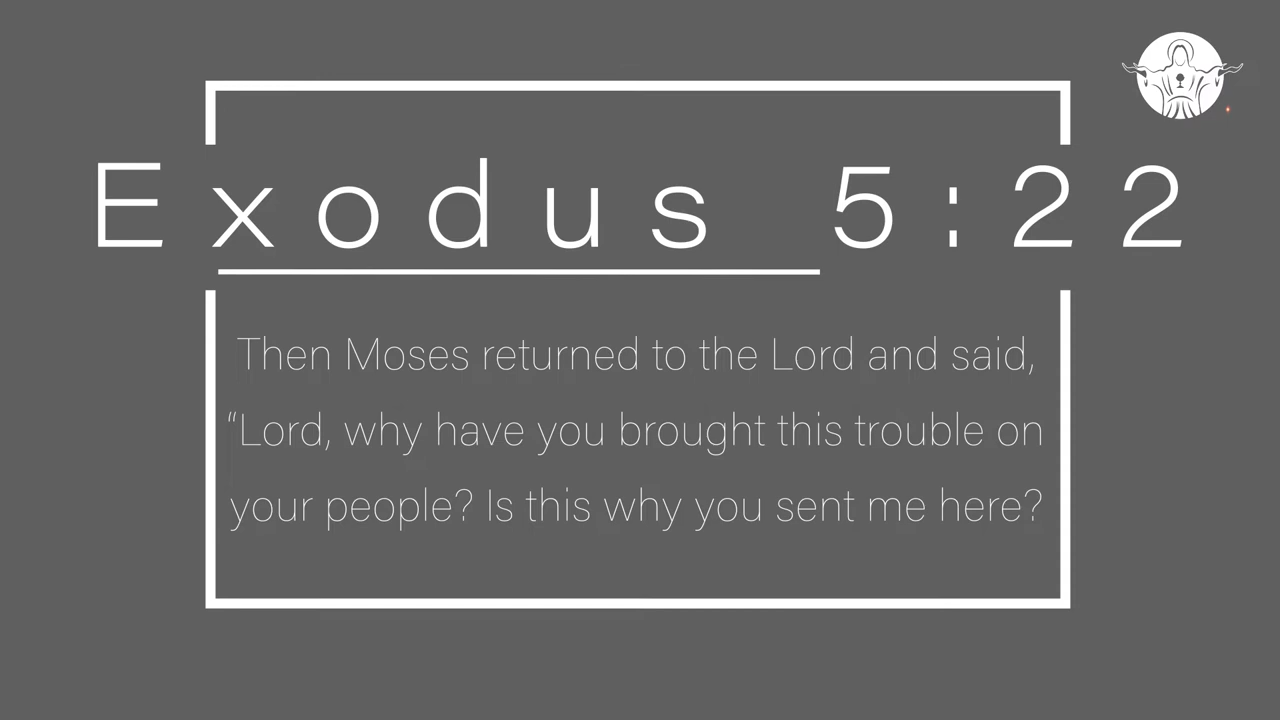 Exodus 5:22
Then Moses returned to the Lord and said,
“Lord, why have you brought this trouble on
your people? Is this why you sent me here?